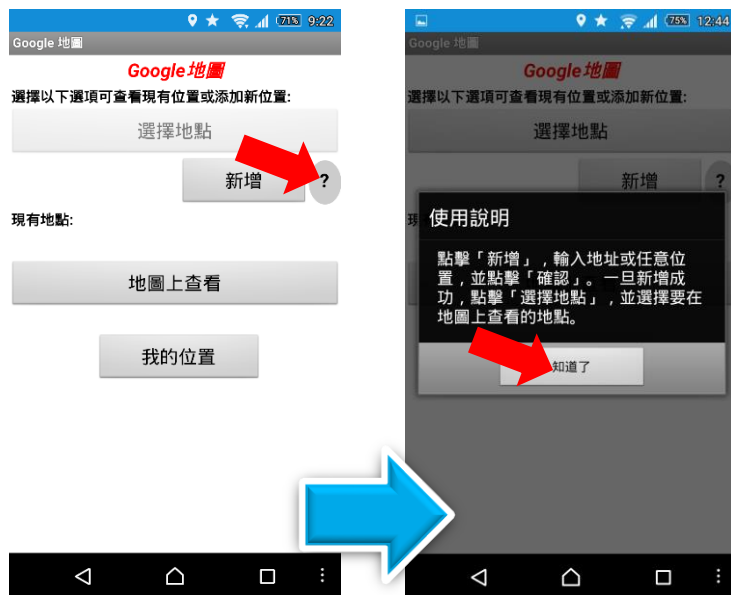 71% 9:22
Google 地圖
Google地圖
選擇以下選項可查看現有位置或添加新位置:
選擇地點
新增
?
現有地點:
地圖上查看
我的位置
75% 12:44
Google 地圖
Google地圖
選擇以下選項可查看現有位置或添加新位置:
選擇地點
新增
?
現
使用說明
點擊「新增」，輸入地址或任意位
置，並點擊「確認」。一旦新增成
功，點擊「選擇地點」，並選擇要在
地圖上查看的地點。
知道了